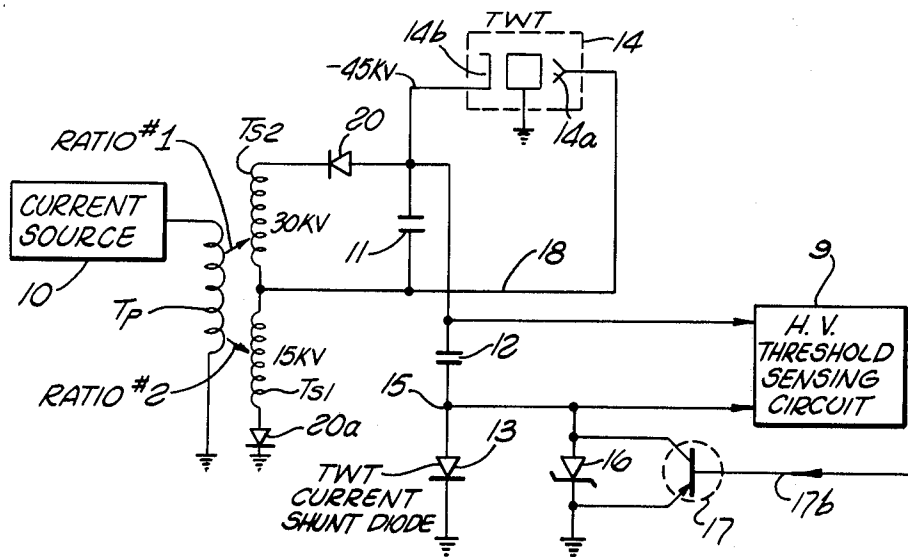 TWT
14b
14
-45KV
14a
20
TS2
RATIO #1
CURRENT
SOURCE
10
30KV
11
18
9
TP
H. V.
THRESHOLD
SENSING
CIRCUIT
12
15KV
15
RATIO #2
TS1
20a
13
16
TWT
CURRENT
SHUNT DIODE
17
17b